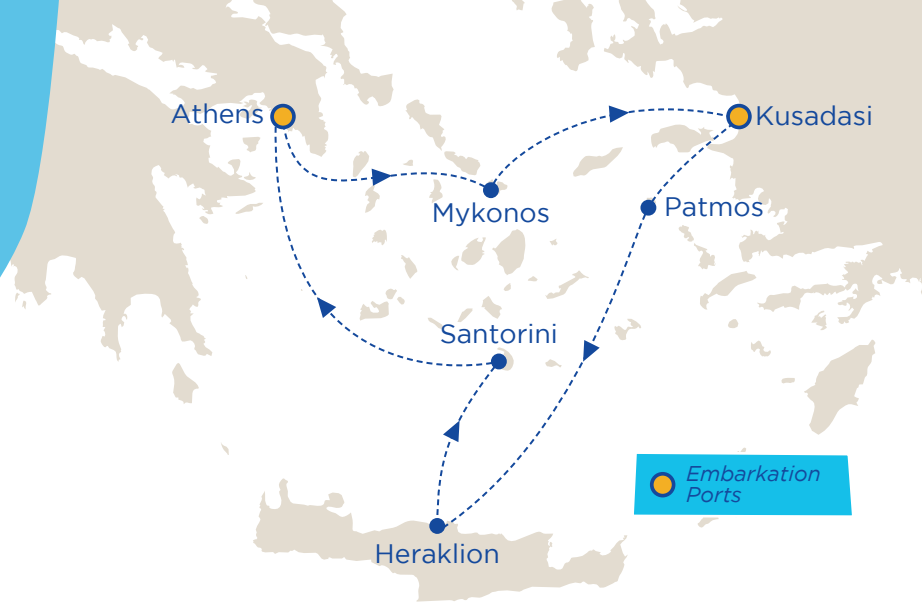 Athens
Kusadasi
Mykonos
Patmos
Santorini
Embarkation
Ports
Heraklion